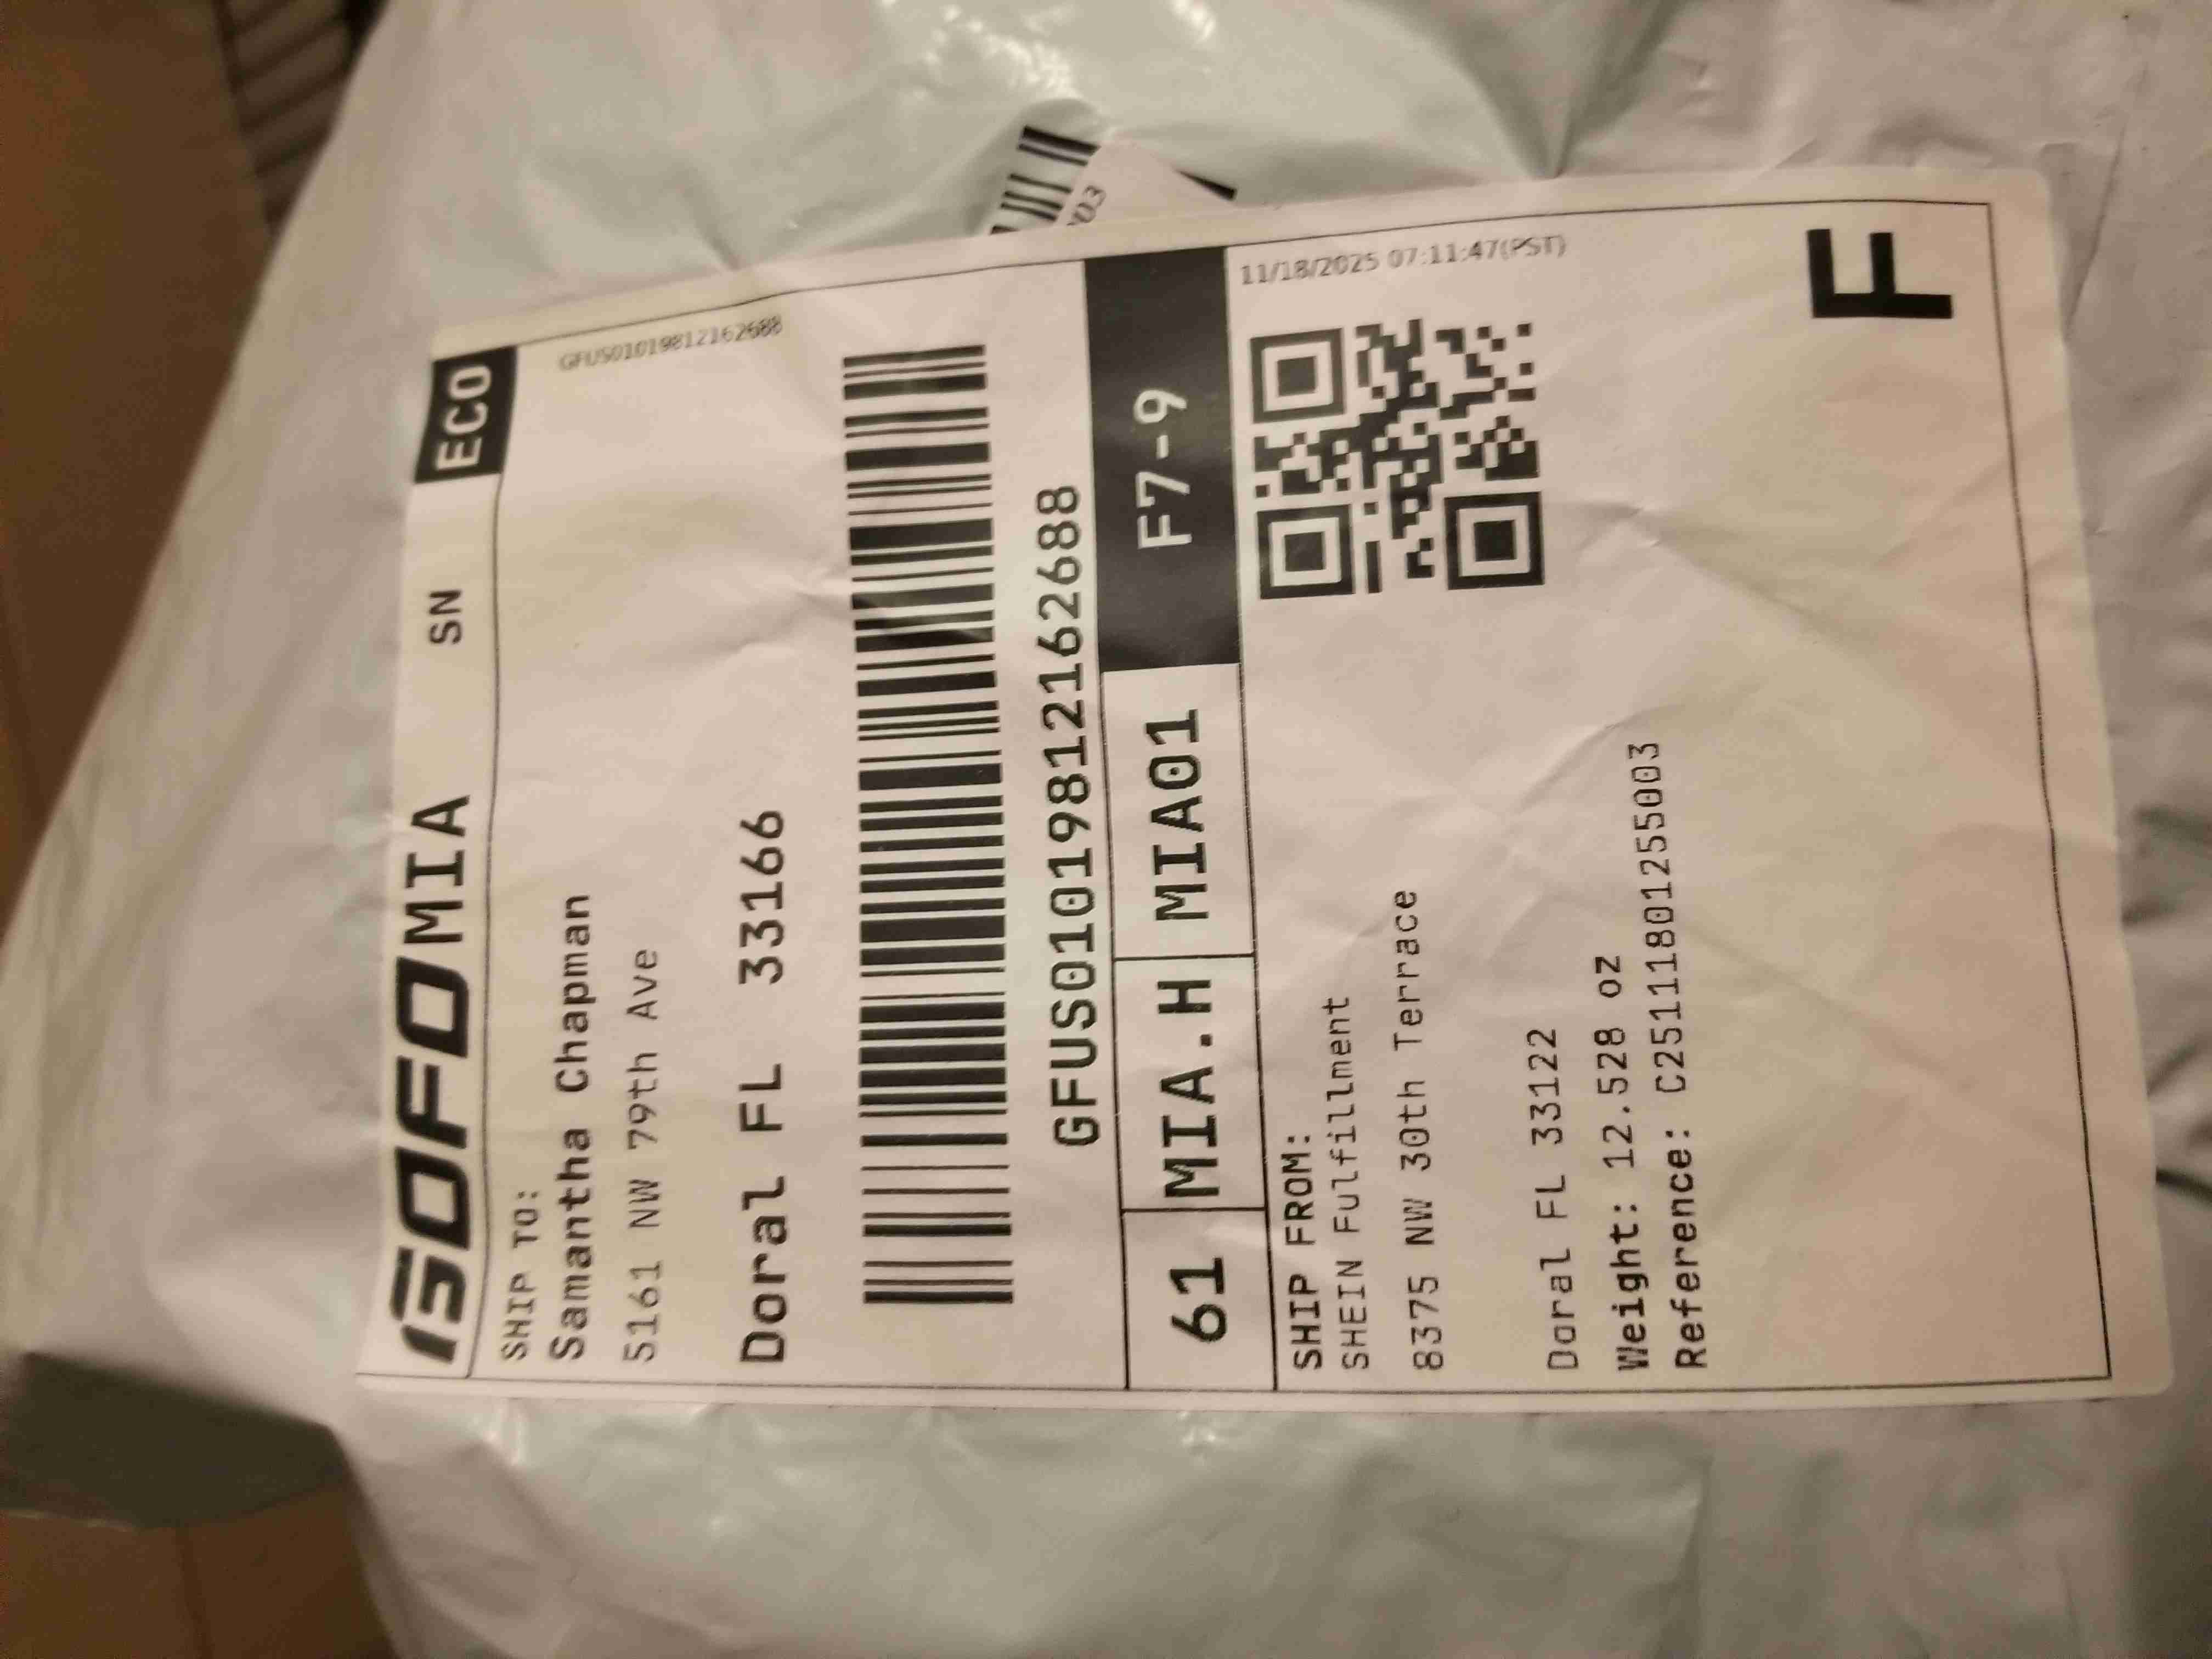 GOFO MIA SN ECO
GFUS01019812162688
SHIP TO:
Samantha Chapman
5161 NW 79th Ave
Doral FL 33166
GFUS01019812162688
61 MIA.H MIA01 F7-9
11/18/2025 07:11:47(PST)
SHIP FROM:
SHEIN Fulfillment
8375 NW 30th Terrace
Doral FL 33122
Weight: 12.528 oz
Reference: C25111801255003
F